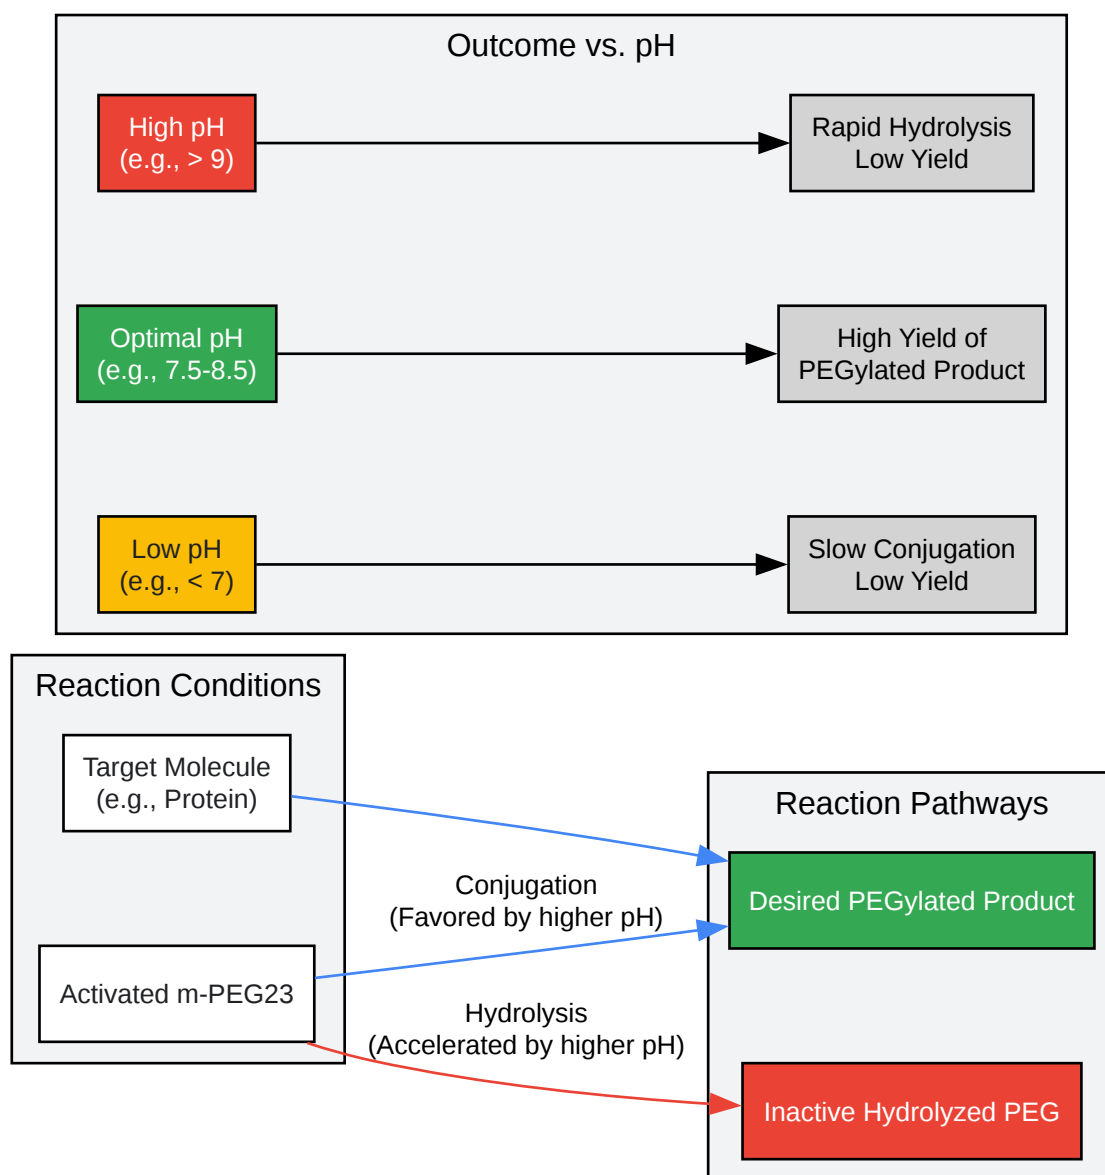 Outcome vs. pH
High pH
(e.g., > 9)
Rapid Hydrolysis
Low Yield
Optimal pH
(e.g., 7.5-8.5)
High Yield of
PEGylated Product
Low pH
(e.g., < 7)
Slow Conjugation
Low Yield
Reaction Conditions
Target Molecule
(e.g., Protein)
Activated m-PEG23
Conjugation
(Favored by higher pH)
Hydrolysis
(Accelerated by higher pH)
Reaction Pathways
Desired PEGylated Product
Inactive Hydrolyzed PEG